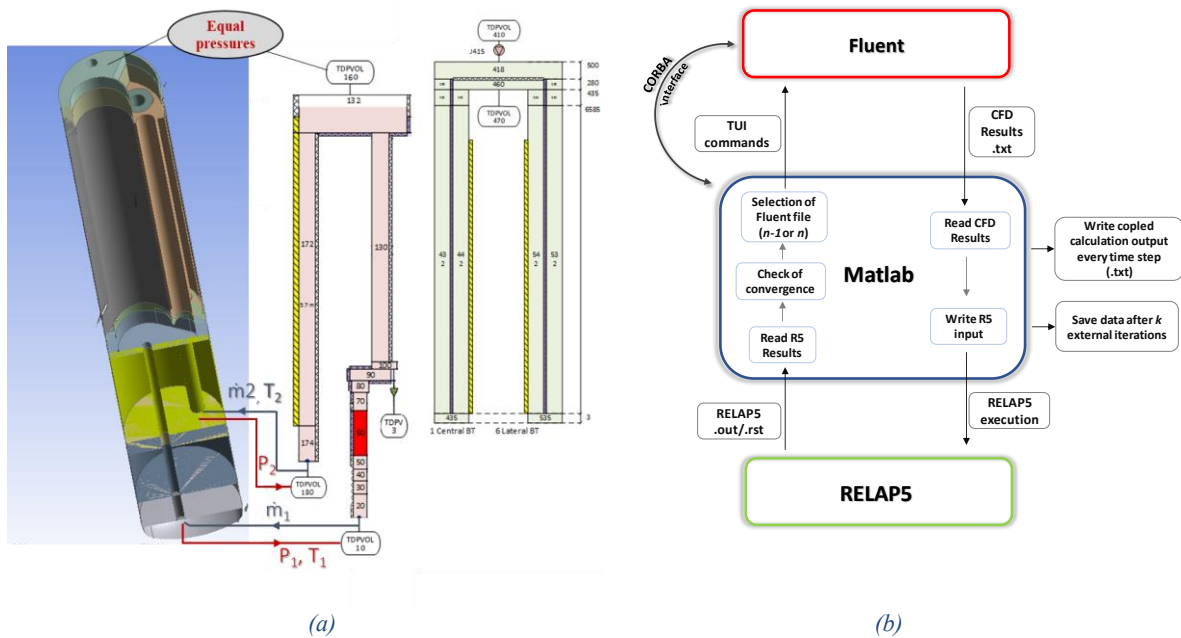 Equal
pressures
TDPVOL
160
132
172
130
90
80
70
50
40
30
20
174
TDPVOL
180
TDPV
3
TDPVOL
10
ṁ2, T₂
P₂
ṁ₁
P₁, T₁
TDPVOL
410
J415
418
460
TDPVOL
470
500
280
435
6585
43
2
44
2
54
2
53
2
435
535
3
1 Central BT
6 Lateral BT
(a)
Fluent
CORBA
interface
TUI
commands
CFD
Results
.txt
Selection of
Fluent file
(n-1 or n)
Check of
convergence
Read R5
Results
Matlab
Read CFD
Results
Write R5
input
Write copled
calculation output
every time step
(.txt)
Save data after k
external iterations
RELAP5
.out/.rst
RELAP5
execution
RELAP5
(b)